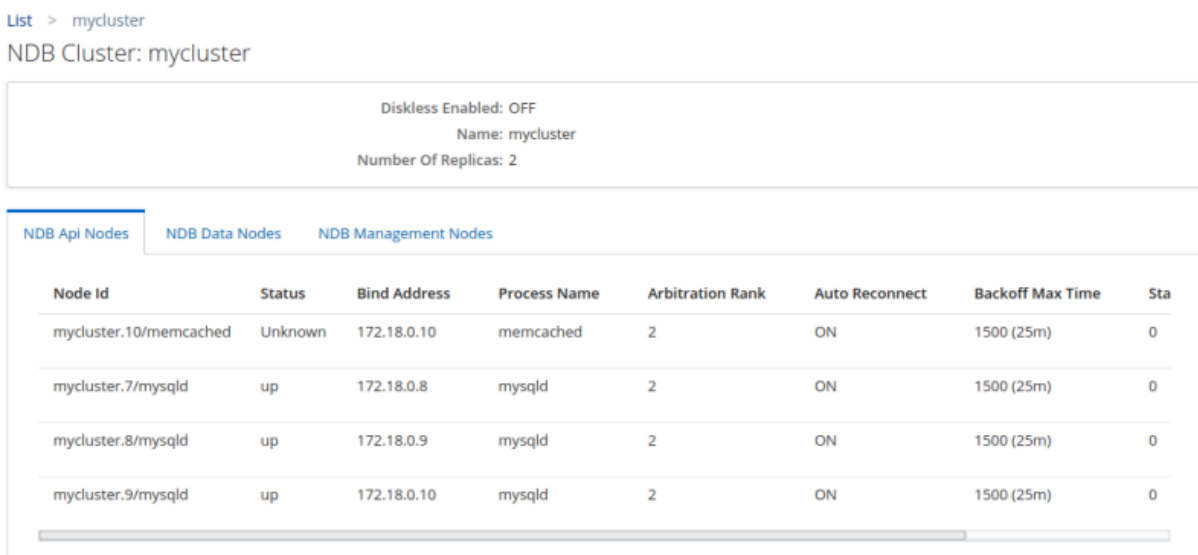 List > mycluster
NDB Cluster: mycluster
Diskless Enabled: OFF
Name: mycluster
Number Of Replicas: 2
NDB Api Nodes NDB Data Nodes NDB Management Nodes
Node Id Status Bind Address Process Name Arbitration Rank Auto Reconnect Backoff Max Time Sta
mycluster.10/memcached Unknown 172.18.0.10 memcached 2 ON 1500 (25m) 0
mycluster.7/mysqld up 172.18.0.8 mysqld 2 ON 1500 (25m) 0
mycluster.8/mysqld up 172.18.0.9 mysqld 2 ON 1500 (25m) 0
mycluster.9/mysqld up 172.18.0.10 mysqld 2 ON 1500 (25m) 0